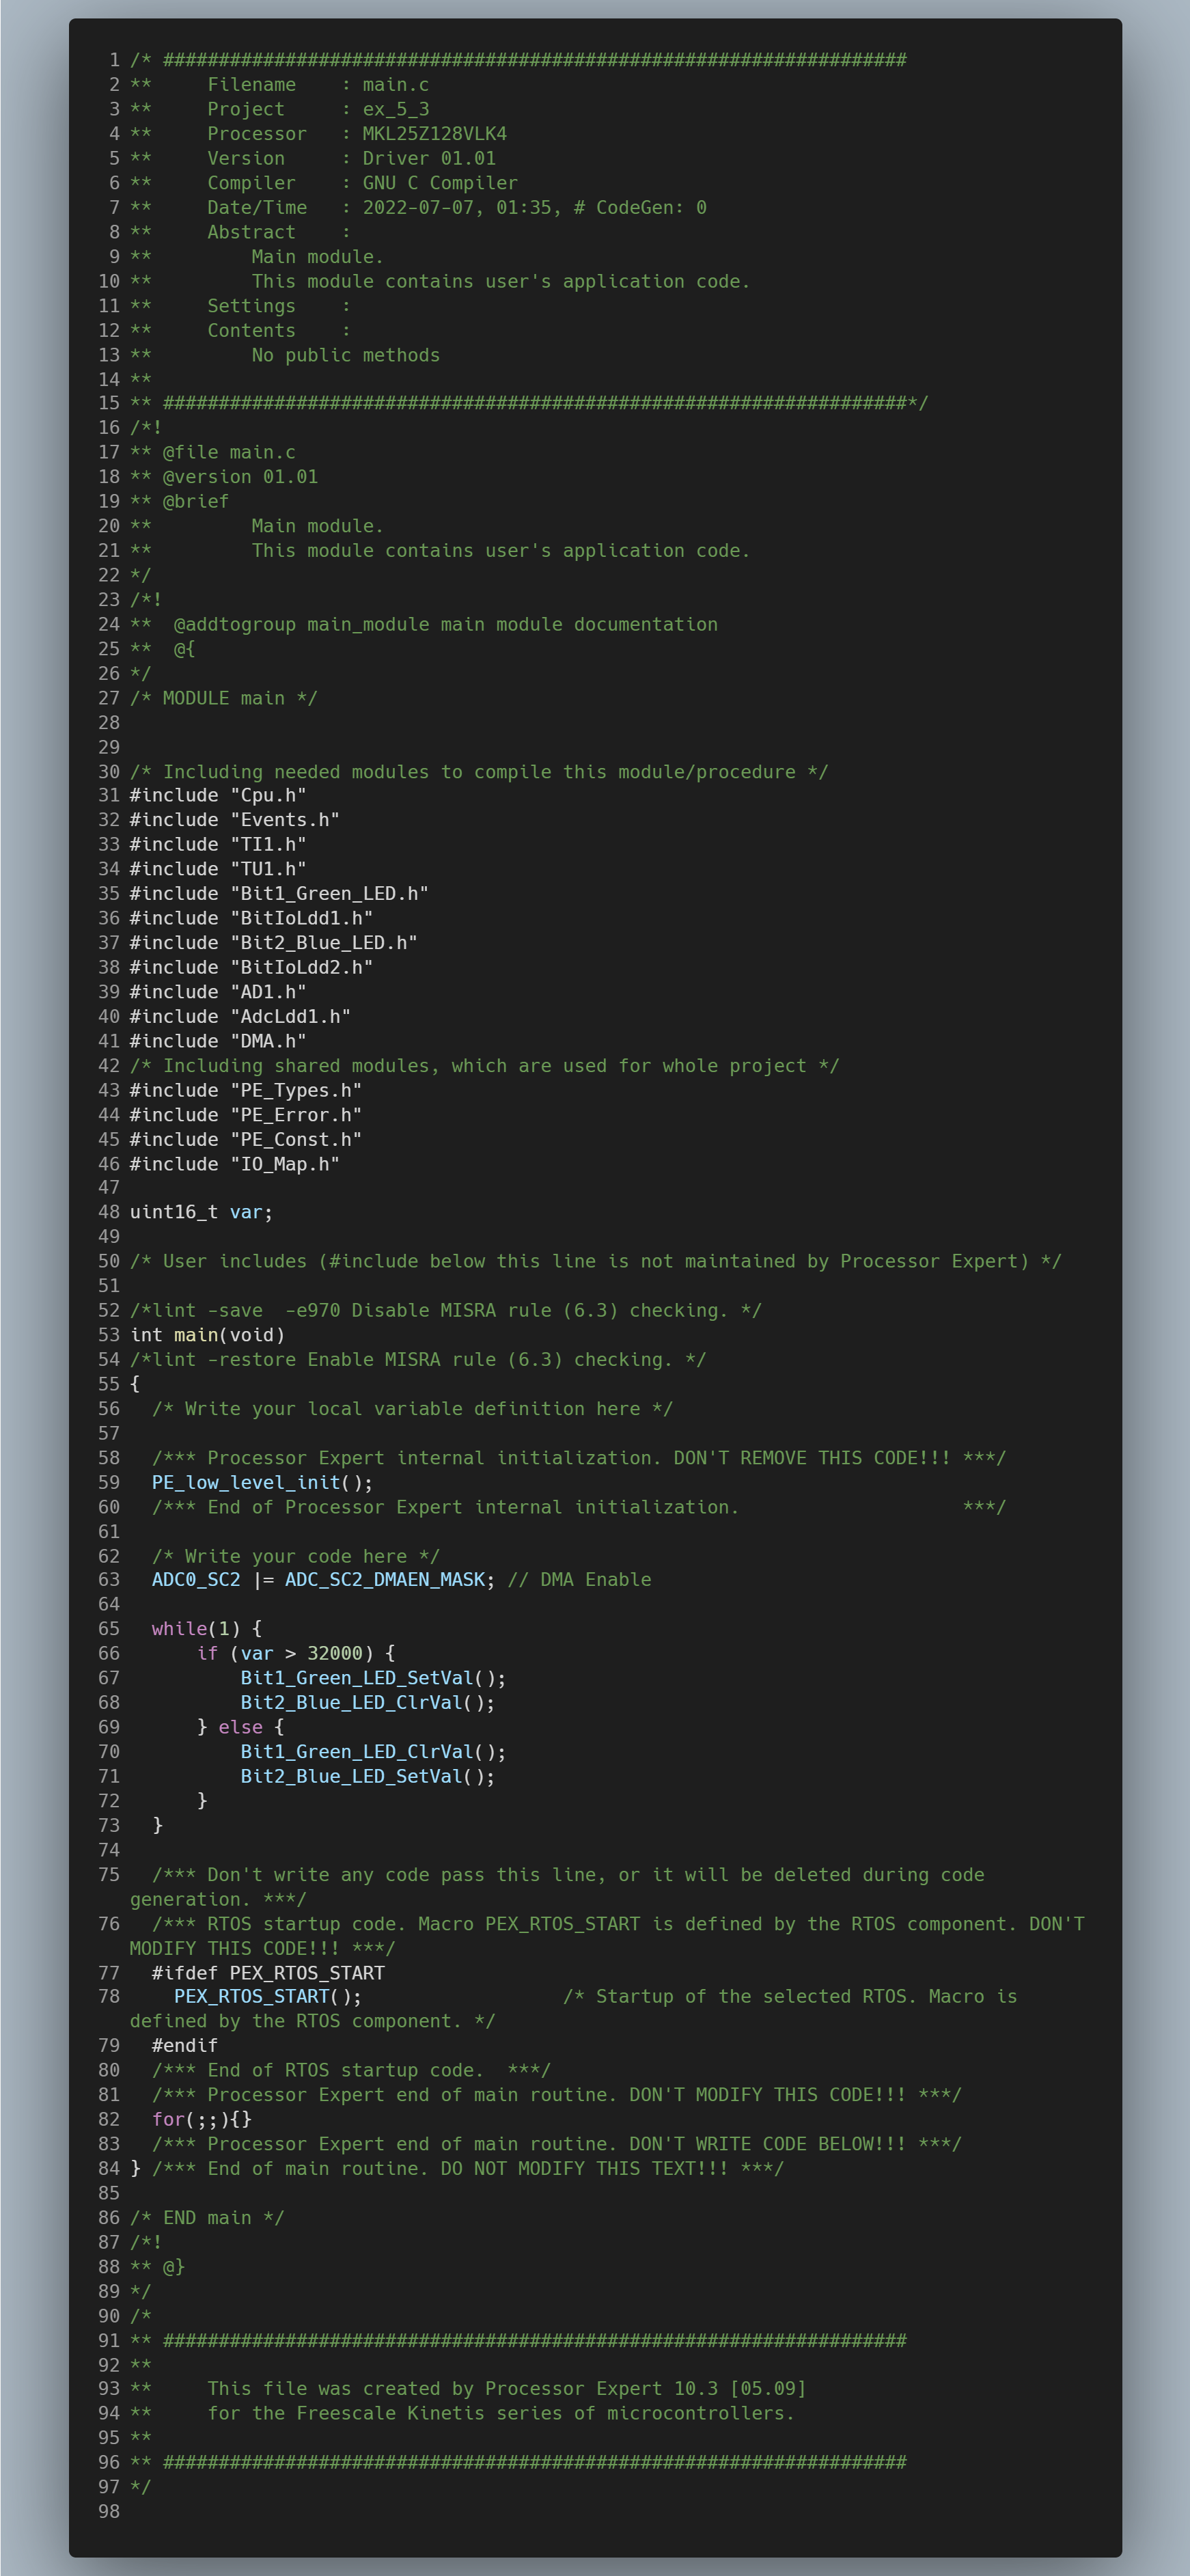 1 /* ###################################################################
2 **     Filename    : main.c
3 **     Project     : ex_5_3
4 **     Processor   : MKL25Z128VLK4
5 **     Version     : Driver 01.01
6 **     Compiler    : GNU C Compiler
7 **     Date/Time   : 2022-07-07, 01:35, # CodeGen: 0
8 **     Abstract    :
9 **         Main module.
10 **         This module contains user's application code.
11 **     Settings    :
12 **     Contents    :
13 **         No public methods
14 **
15 ** ###################################################################*/
16 /*!
17 ** @file main.c
18 ** @version 01.01
19 ** @brief
20 **         Main module.
21 **         This module contains user's application code.
22 */
23 /*!
24 **  @addtogroup main_module main module documentation
25 **  @{
26 */
27 /* MODULE main */
28
29
30 /* Including needed modules to compile this module/procedure */
31 #include "Cpu.h"
32 #include "Events.h"
33 #include "TI1.h"
34 #include "TU1.h"
35 #include "Bit1_Green_LED.h"
36 #include "BitIoLdd1.h"
37 #include "Bit2_Blue_LED.h"
38 #include "BitIoLdd2.h"
39 #include "AD1.h"
40 #include "AdcLdd1.h"
41 #include "DMA.h"
42 /* Including shared modules, which are used for whole project */
43 #include "PE_Types.h"
44 #include "PE_Error.h"
45 #include "PE_Const.h"
46 #include "IO_Map.h"
47
48 uint16_t var;
49
50 /* User includes (#include below this line is not maintained by Processor Expert) */
51
52 /*lint -save  -e970 Disable MISRA rule (6.3) checking. */
53 int main(void)
54 /*lint -restore Enable MISRA rule (6.3) checking. */
55 {
56   /* Write your local variable definition here */
57
58   /*** Processor Expert internal initialization. DON'T REMOVE THIS CODE!!! ***/
59   PE_low_level_init();
60   /*** End of Processor Expert internal initialization.                    ***/
61
62   /* Write your code here */
63   ADC0_SC2 |= ADC_SC2_DMAEN_MASK; // DMA Enable
64
65   while(1) {
66       if (var > 32000) {
67           Bit1_Green_LED_SetVal();
68           Bit2_Blue_LED_ClrVal();
69       } else {
70           Bit1_Green_LED_ClrVal();
71           Bit2_Blue_LED_SetVal();
72       }
73   }
74
75   /*** Don't write any code pass this line, or it will be deleted during code
generation. ***/
76   /*** RTOS startup code. Macro PEX_RTOS_START is defined by the RTOS component. DON'T
MODIFY THIS CODE!!! ***/
77   #ifdef PEX_RTOS_START
78     PEX_RTOS_START();                  /* Startup of the selected RTOS. Macro is
defined by the RTOS component. */
79   #endif
80   /*** End of RTOS startup code.  ***/
81   /*** Processor Expert end of main routine. DON'T MODIFY THIS CODE!!! ***/
82   for(;;){}
83   /*** Processor Expert end of main routine. DON'T WRITE CODE BELOW!!! ***/
84 } /*** End of main routine. DO NOT MODIFY THIS TEXT!!! ***/
85
86 /* END main */
87 /*!
88 ** @}
89 */
90 /*
91 ** ###################################################################
92 **
93 **     This file was created by Processor Expert 10.3 [05.09]
94 **     for the Freescale Kinetis series of microcontrollers.
95 **
96 ** ###################################################################
97 */
98